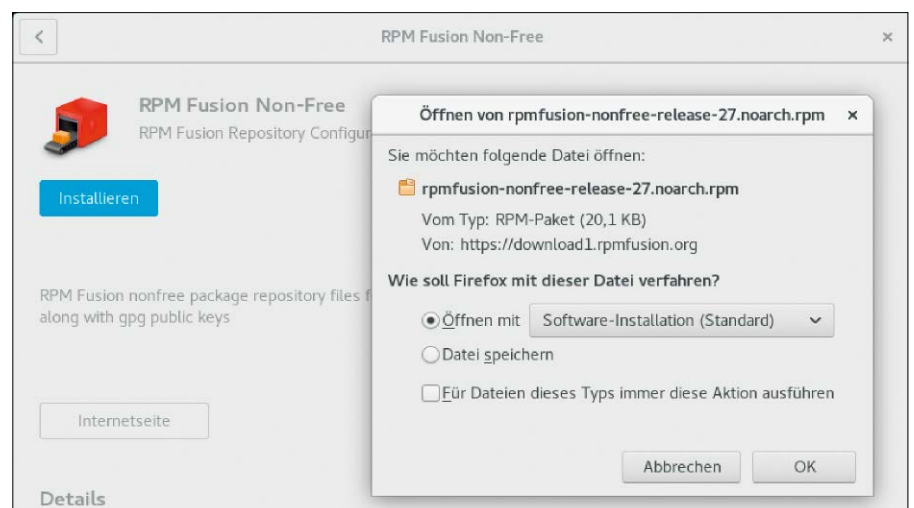 RPM Fusion Non-Free
RPM Fusion Non-Free
RPM Fusion Repository Configur
Installieren
RPM Fusion nonfree package repository files f
along with gpg public keys
Internetseite
Details
Öffnen von rpmfusion-nonfree-release-27.noarch.rpm
Sie möchten folgende Datei öffnen:
rpmfusion-nonfree-release-27.noarch.rpm
Vom Typ: RPM-Paket (20,1 KB)
Von: https://download1.rpmfusion.org
Wie soll Firefox mit dieser Datei verfahren?
Öffnen mit Software-Installation (Standard)
Datei speichern
Für Dateien dieses Typs immer diese Aktion ausführen
Abbrechen OK